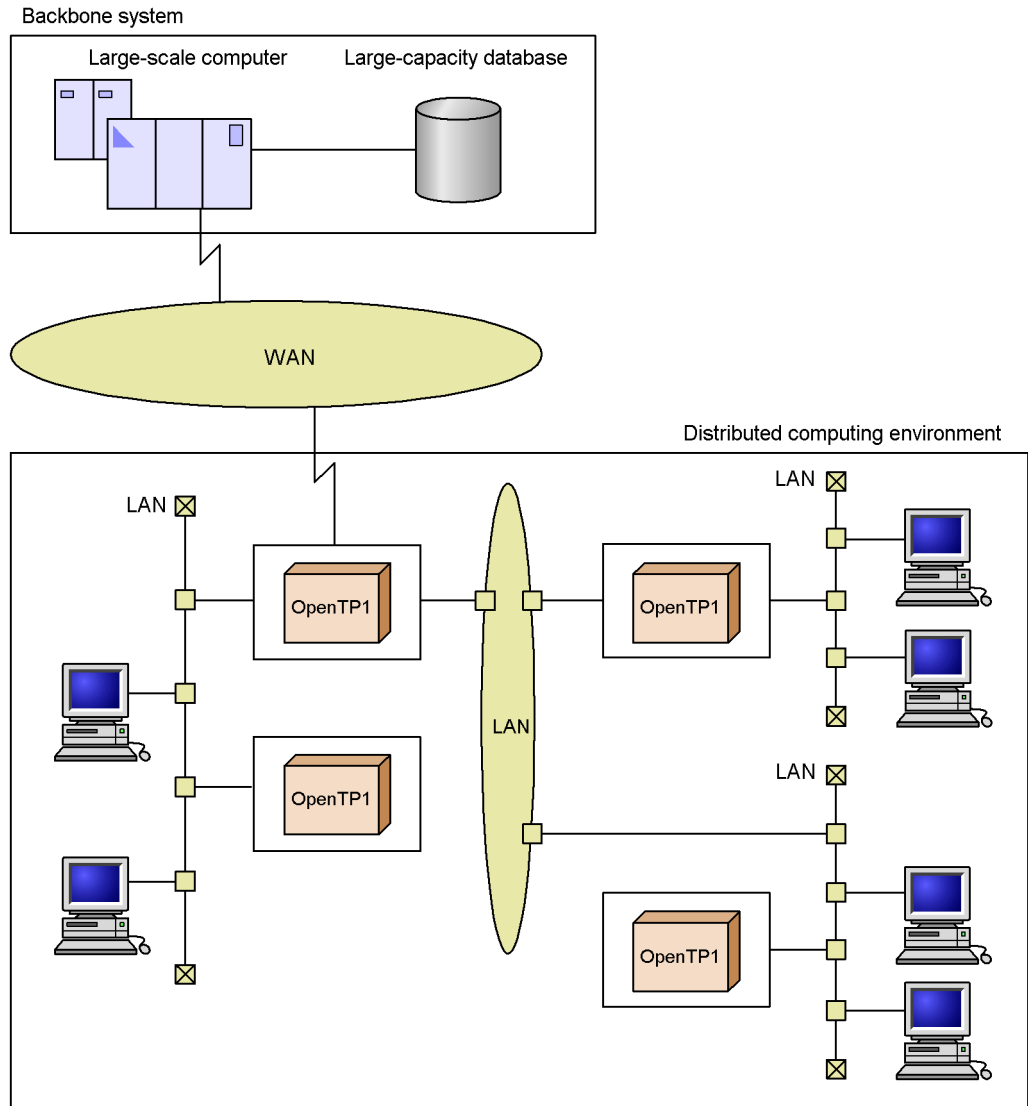 Backbone system
Large-scale computer
Large-capacity database
WAN
Distributed computing environment
LAN
LAN
OpenTP1
OpenTP1
LAN
OpenTP1
LAN
OpenTP1